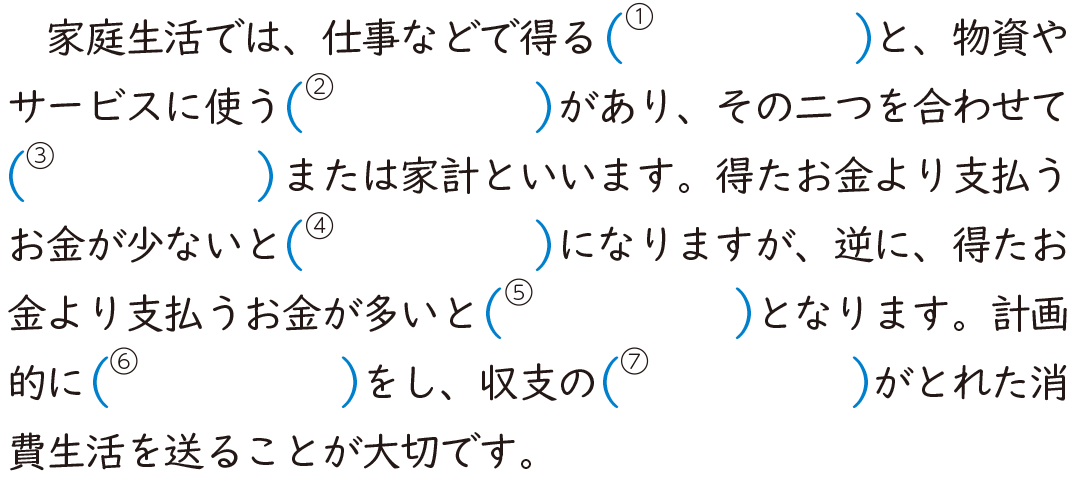 家庭生活では、仕事などで得る(① )と、物資や
サービスに使う(② )があり、その二つを合わせて
(③ )または家計といいます。得たお金より支払う
お金が少ないと(④ )になりますが、逆に、得たお
金より支払うお金が多いと(⑤ )となります。計画
的に(⑥ )をし、収支の(⑦ )がとれた消
費生活を送ることが大切です。